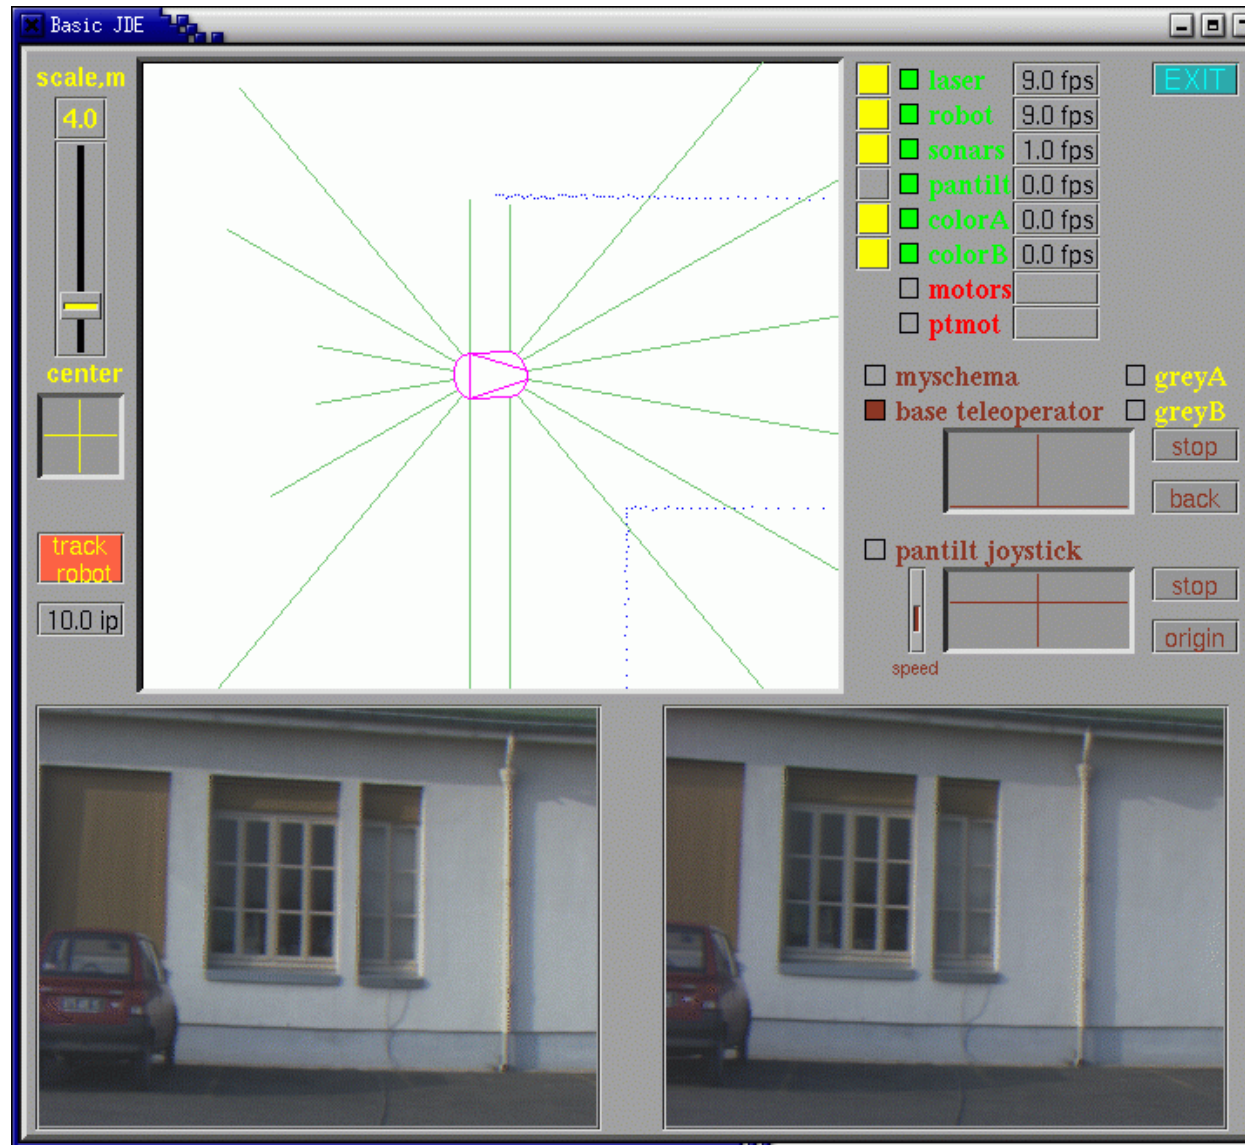 Basic JDE
scale,m
4.0
center
track
robot
10.0 ip
laser 9.0 fps
robot 9.0 fps
sonars 1.0 fps
pantilt 0.0 fps
colorA 0.0 fps
colorB 0.0 fps
motors
ptmot
EXIT
myschema greyA
base teleoperator greyB
stop
back
pantilt joystick
stop
origin
speed